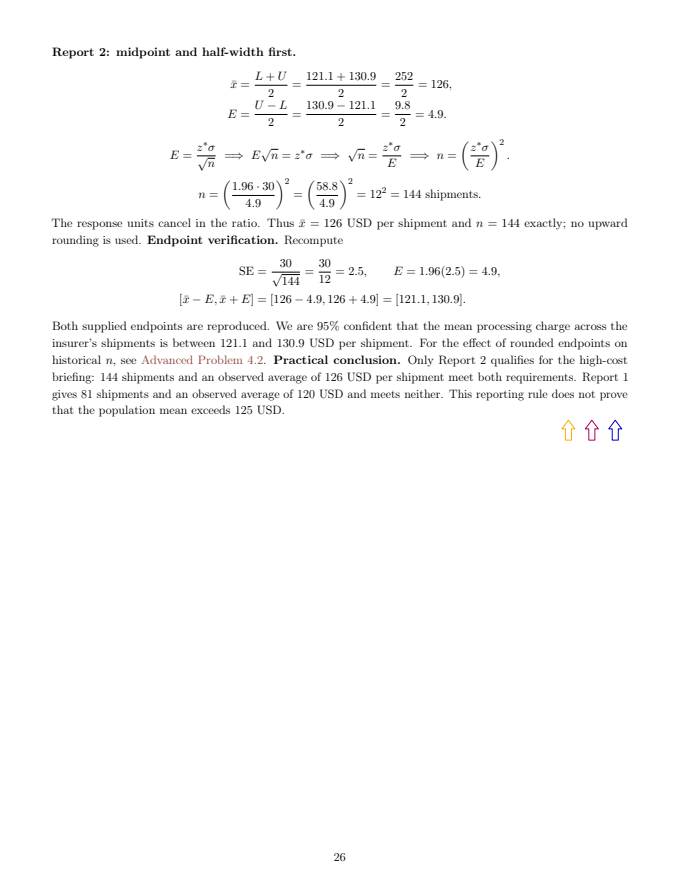 Report 2: midpoint and half-width first.
x̄ = (L + U)/2 = (121.1 + 130.9)/2 = 252/2 = 126,
E = (U − L)/2 = (130.9 − 121.1)/2 = 9.8/2 = 4.9.
E = z*σ/√n ⟹ E√n = z*σ ⟹ √n = z*σ/E ⟹ n = (z*σ/E)².
n = (1.96 · 30/4.9)² = (58.8/4.9)² = 12² = 144 shipments.
The response units cancel in the ratio. Thus x̄ = 126 USD per shipment and n = 144 exactly; no upward
rounding is used. Endpoint verification. Recompute
SE = 30/√144 = 30/12 = 2.5, E = 1.96(2.5) = 4.9,
[x̄ − E, x̄ + E] = [126 − 4.9, 126 + 4.9] = [121.1, 130.9].
Both supplied endpoints are reproduced. We are 95% confident that the mean processing charge across the
insurer's shipments is between 121.1 and 130.9 USD per shipment. For the effect of rounded endpoints on
historical n, see Advanced Problem 4.2. Practical conclusion. Only Report 2 qualifies for the high-cost
briefing: 144 shipments and an observed average of 126 USD per shipment meet both requirements. Report 1
gives 81 shipments and an observed average of 120 USD and meets neither. This reporting rule does not prove
that the population mean exceeds 125 USD.
26